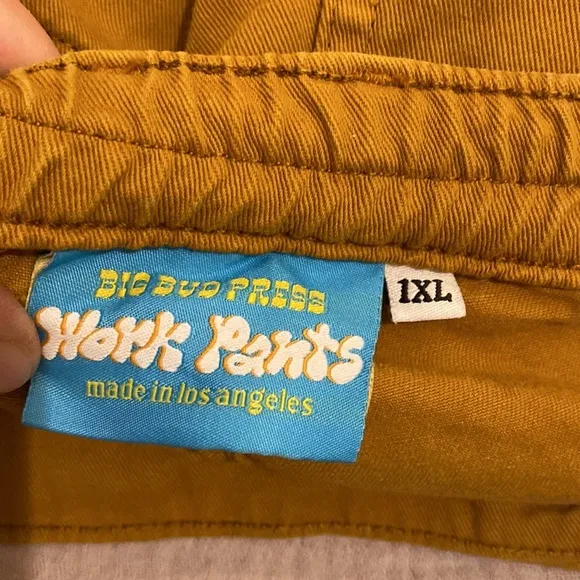 BIG BUD PRESS
Work Pants
made in los angeles
1XL